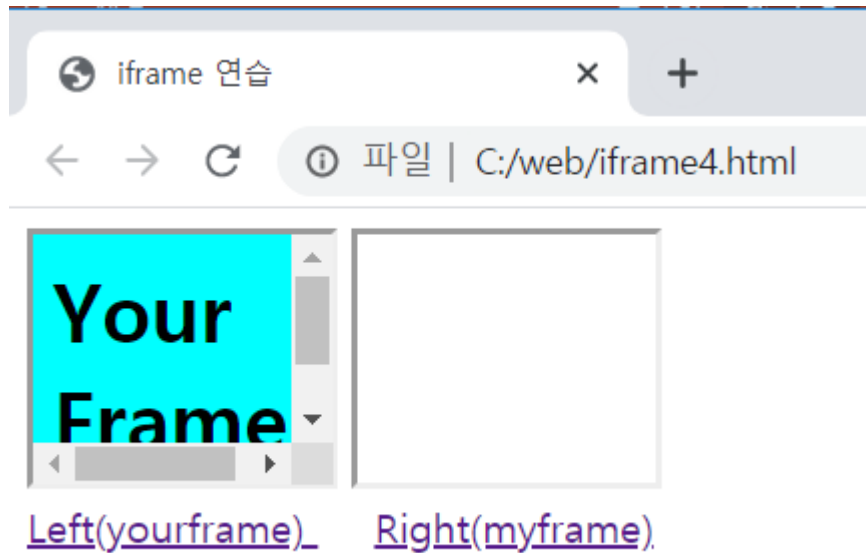 iframe 연습
파일 | C:/web/iframe4.html
Your
Frame
Left(yourframe) Right(myframe)